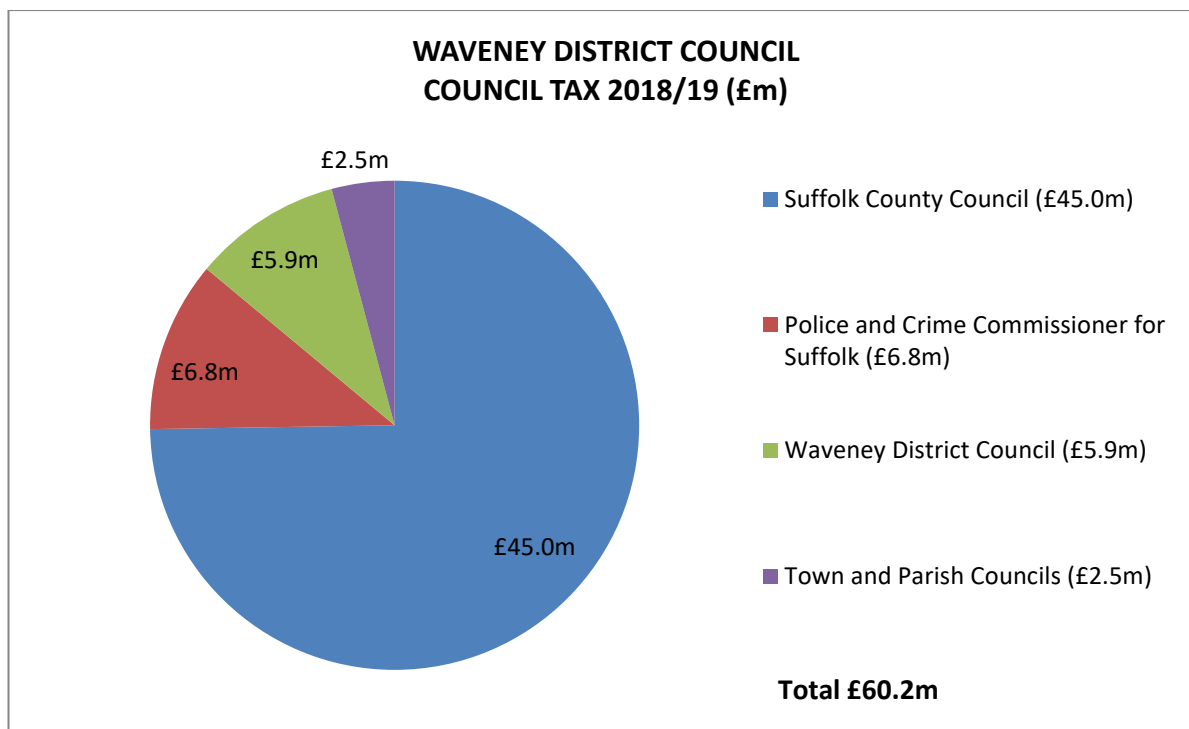 WAVENEY DISTRICT COUNCIL
COUNCIL TAX 2018/19 (£m)
£2.5m
£5.9m
£6.8m
£45.0m
Suffolk County Council (£45.0m)
Police and Crime Commissioner for
Suffolk (£6.8m)
Waveney District Council (£5.9m)
Town and Parish Councils (£2.5m)
Total £60.2m